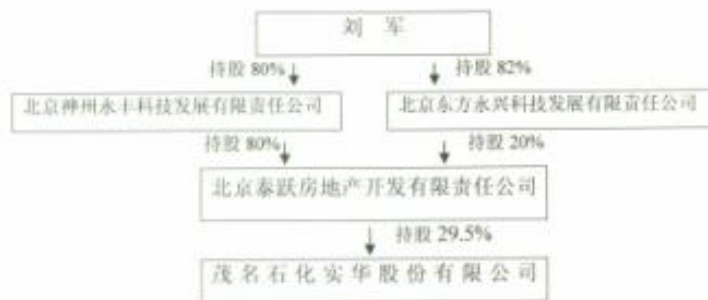 刘 军
持股 80% 持股 82%
北京神州永丰科技发展有限责任公司 北京东方永兴科技发展有限责任公司
持股 80% 持股 20%
北京泰跃房地产开发有限责任公司
持股 29.5%
茂名石化实华股份有限公司